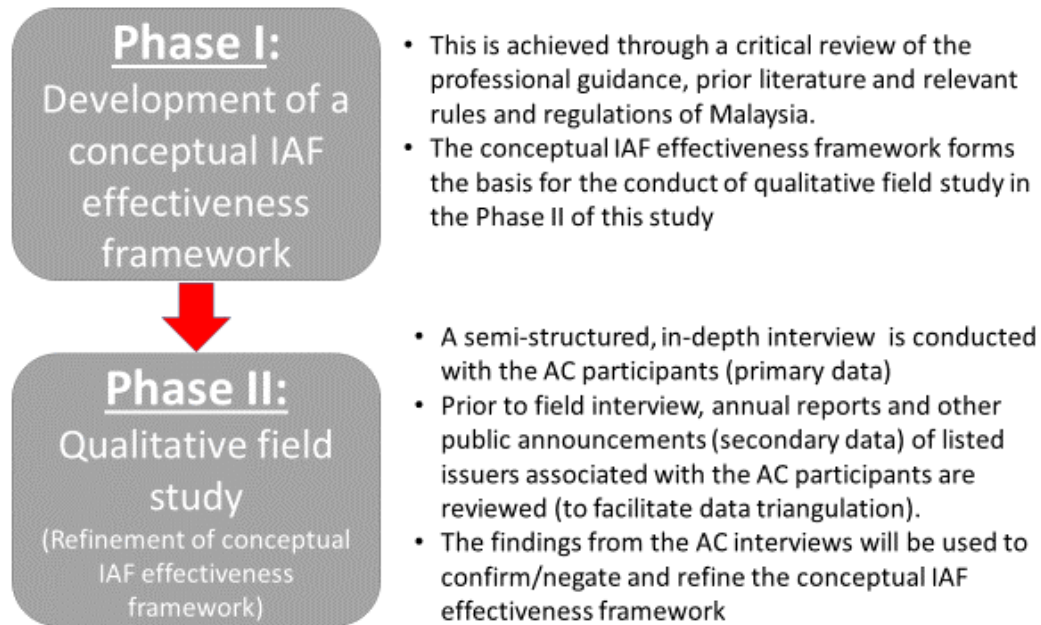 Phase I:
Development of a
conceptual IAF
effectiveness
framework
• This is achieved through a critical review of the
professional guidance, prior literature and relevant
rules and regulations of Malaysia.
• The conceptual IAF effectiveness framework forms
the basis for the conduct of qualitative field study in
the Phase II of this study
Phase II:
Qualitative field
study
(Refinement of conceptual
IAF effectiveness
framework)
• A semi-structured, in-depth interview is conducted
with the AC participants (primary data)
• Prior to field interview, annual reports and other
public announcements (secondary data) of listed
issuers associated with the AC participants are
reviewed (to facilitate data triangulation).
• The findings from the AC interviews will be used to
confirm/negate and refine the conceptual IAF
effectiveness framework